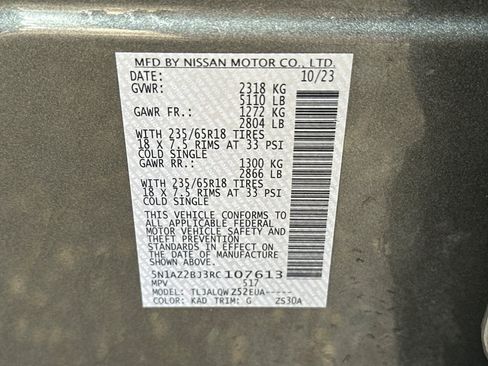 MFD BY NISSAN MOTOR CO., LTD.
DATE: 10/23
GVWR: 2318 KG
5110 LB
GAWR FR.: 1272 KG
2804 LB
WITH 235/65R18 TIRES
18 X 7.5 RIMS AT 33 PSI
COLD SINGLE
GAWR RR.: 1300 KG
2866 LB
WITH 235/65R18 TIRES
18 X 7.5 RIMS AT 33 PSI
COLD SINGLE
THIS VEHICLE CONFORMS TO
ALL APPLICABLE FEDERAL
MOTOR VEHICLE SAFETY AND
THEFT PREVENTION
STANDARDS IN EFFECT ON
THE DATE OF MANUFACTURE
SHOWN ABOVE.
5N1AZ2BJ3RC107613
MPV 517
TYPE: TLJALQWZ52EUA-----
COLOR: KAD TRIM: G ZS30A